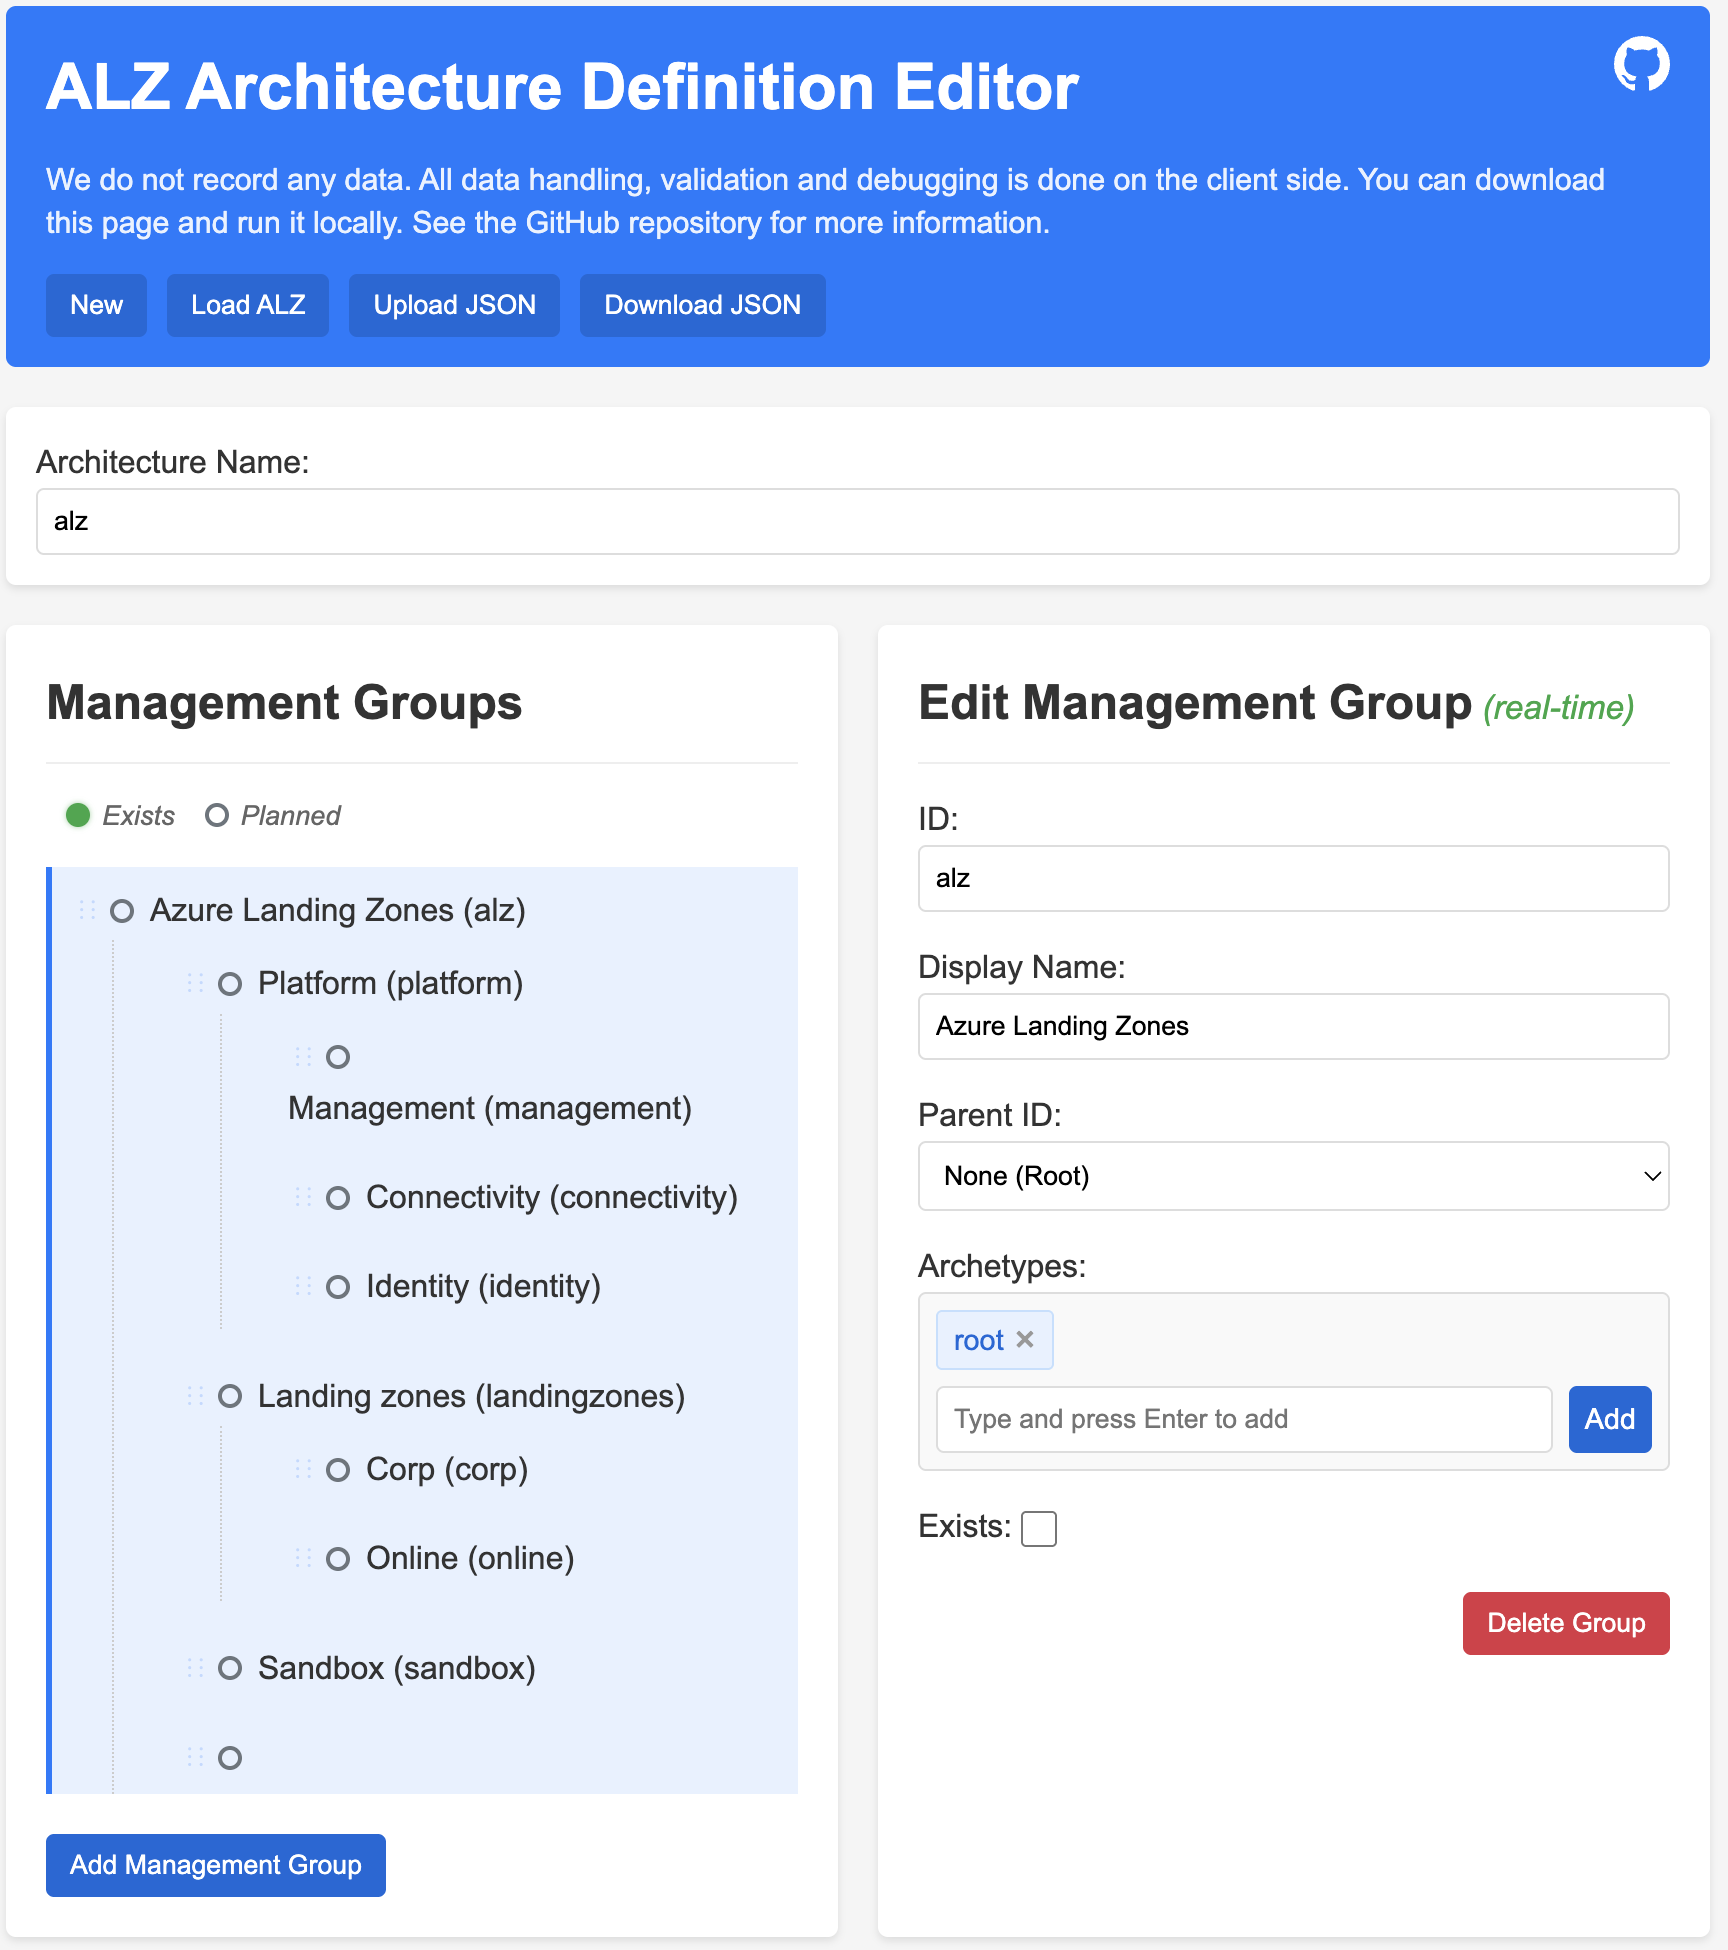 ALZ Architecture Definition Editor
We do not record any data. All data handling, validation and debugging is done on the client side. You can download
this page and run it locally. See the GitHub repository for more information.
New
Load ALZ
Upload JSON
Download JSON
Architecture Name:
alz
Management Groups
Exists
Planned
Azure Landing Zones (alz)
Platform (platform)
Management (management)
Connectivity (connectivity)
Identity (identity)
Landing zones (landingzones)
Corp (corp)
Online (online)
Sandbox (sandbox)
Add Management Group
Edit Management Group (real-time)
ID:
alz
Display Name:
Azure Landing Zones
Parent ID:
None (Root)
Archetypes:
root ×
Type and press Enter to add
Add
Exists:
Delete Group